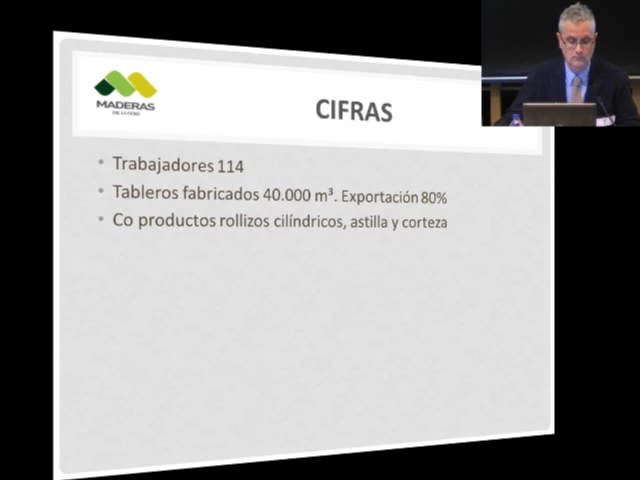 MADERAS
CIFRAS
Trabajadores 114
Tableros fabricados 40.000 m³. Exportación 80%
Co productos rollizos cilíndricos, astilla y corteza